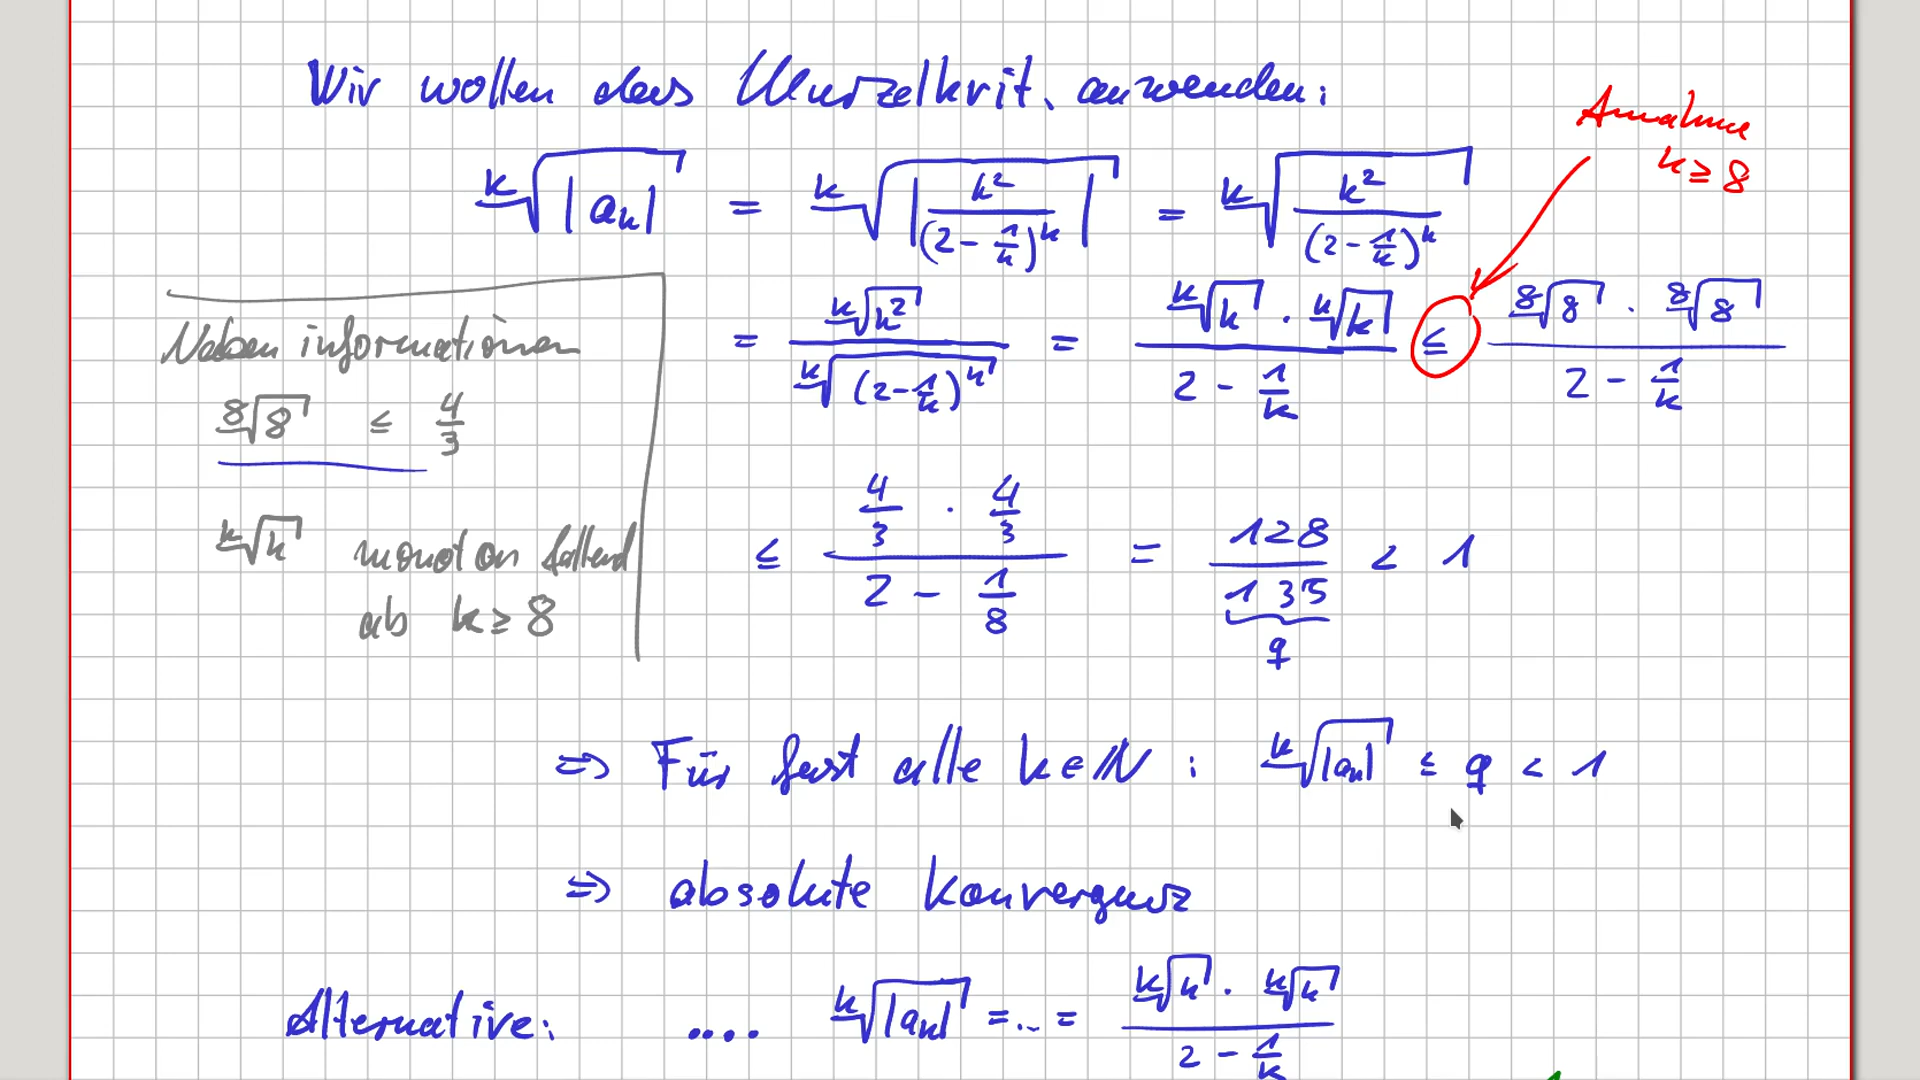 Wir wollen das Wurzelkrit. anwenden:
Annahme
k ≥ 8
ᵏ√|aₖ| = ᵏ√|k²/(2 - 1/k)ᵏ| = ᵏ√(k²/(2 - 1/k)ᵏ)
= ᵏ√(k²) / ᵏ√((2 - 1/k)ᵏ) = (ᵏ√k · ᵏ√k)/(2 - 1/k) ≤ (⁸√8 · ⁸√8)/(2 - 1/k)
Nebeninformationen
⁸√8 ≤ 4/3
ᵏ√k monoton fallend
ab k ≥ 8
≤ (4/3 · 4/3)/(2 - 1/8) = 128/135 < 1
q
⇒ Für fast alle k ∈ ℕ : ᵏ√|aₖ| ≤ q < 1
⇒ absolute Konvergenz
Alternative: .... ᵏ√|aₖ| = .. = (ᵏ√k · ᵏ√k)/(2 - 1/k)